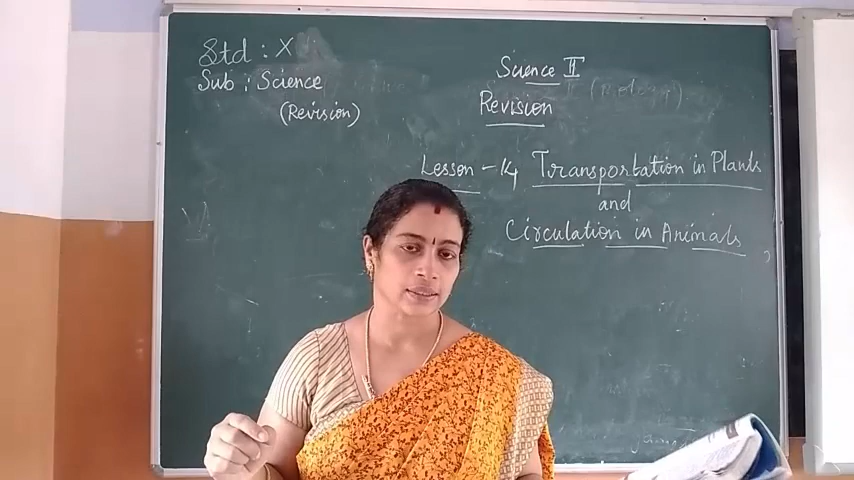 Std : X
Sub : Science
(Revision)
Science II
Revision
Lesson - 14 Transportation in Plants
and
Circulation in Animals